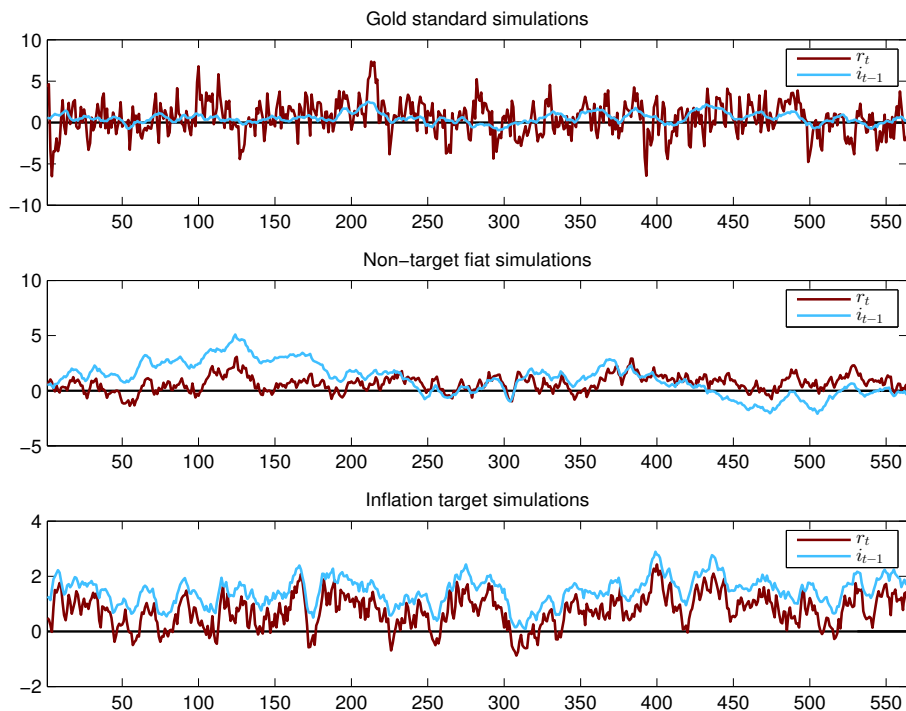 Gold standard simulations
10
5
0
−5
−10
r_t
i_{t−1}
50 100 150 200 250 300 350 400 450 500 550
Non−target fiat simulations
10
5
0
−5
r_t
i_{t−1}
50 100 150 200 250 300 350 400 450 500 550
Inflation target simulations
4
2
0
−2
r_t
i_{t−1}
50 100 150 200 250 300 350 400 450 500 550